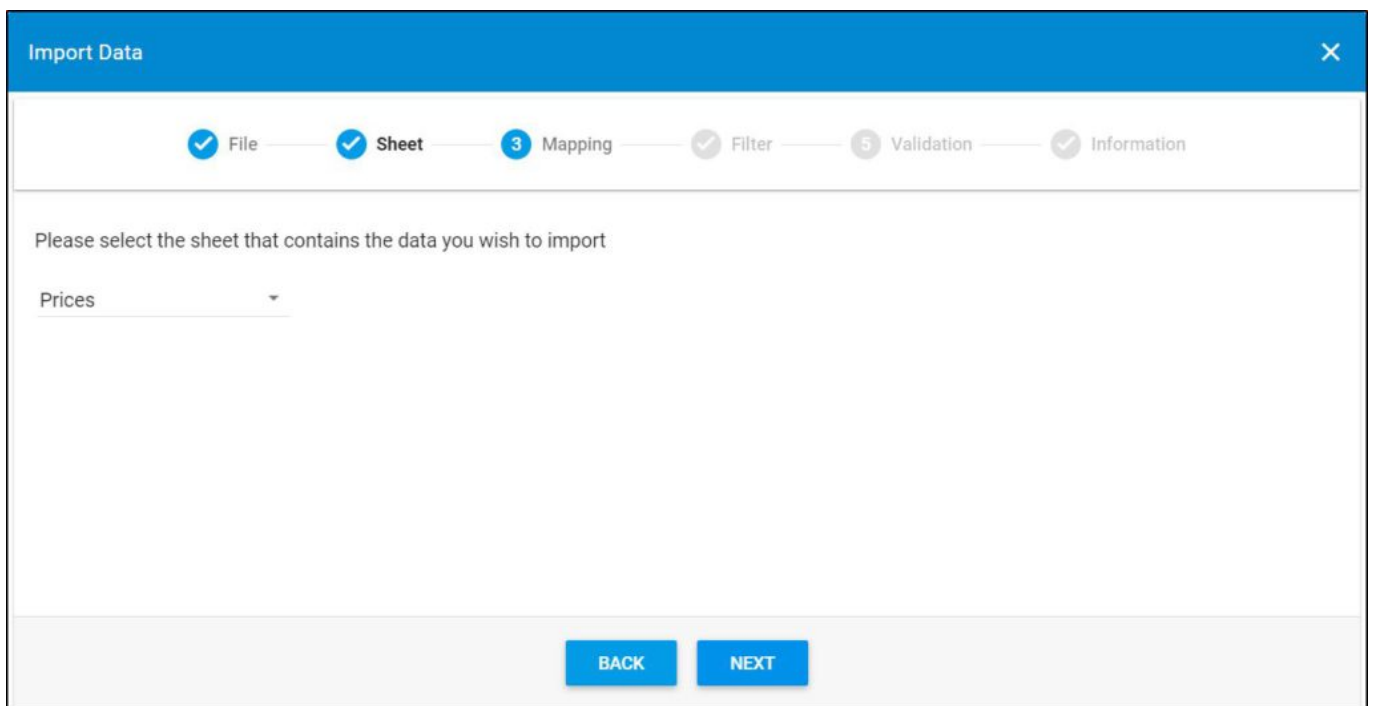 Import Data
File Sheet 3 Mapping Filter 5 Validation Information
Please select the sheet that contains the data you wish to import
Prices
BACK NEXT